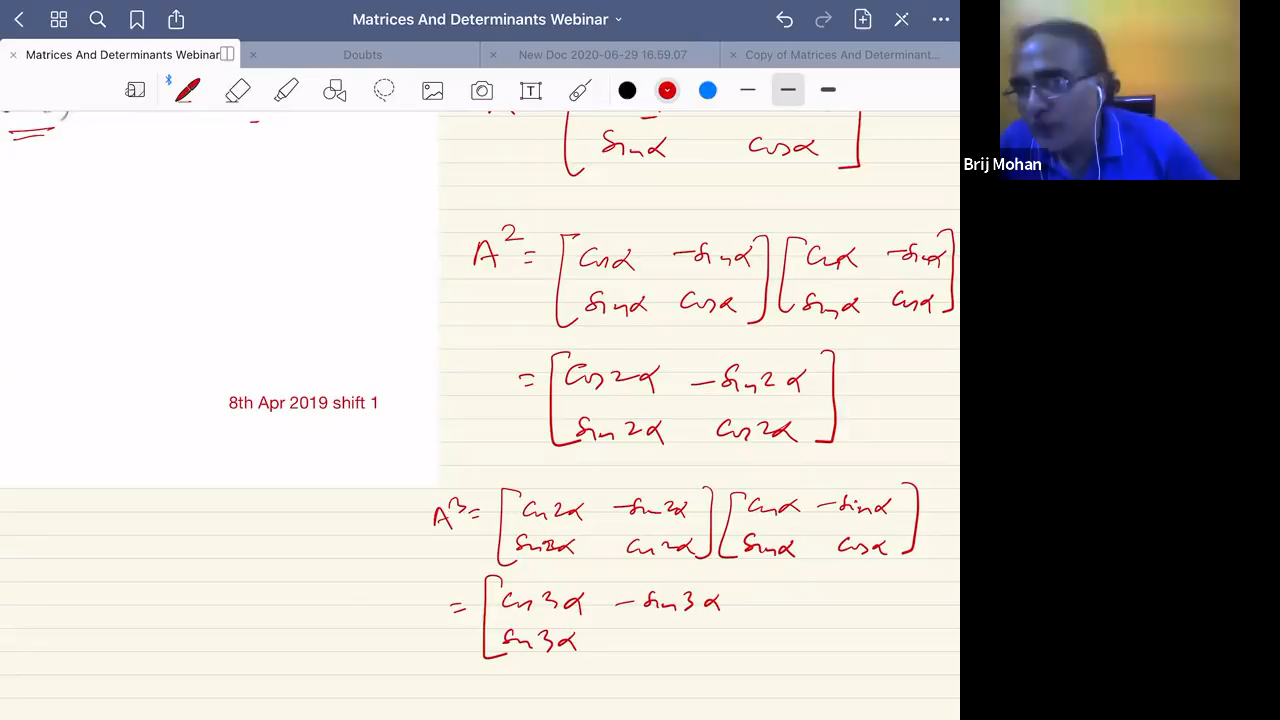 Matrices And Determinants Webinar
Matrices And Determinants Webinar
Doubts
New Doc 2020-06-29 16.59.07
Copy of Matrices And Determinant...
T
Brij Mohan
sinα cosα
A² = [cosα -sinα] [cosα -sinα]
[sinα cosα] [sinα cosα]
= [cos2α -sin2α]
[sin2α cos2α]
8th Apr 2019 shift 1
A³ = [cos2α -sin2α] [cosα -sinα]
[sin2α cos2α] [sinα cosα]
= [cos3α -sin3α
sin3α